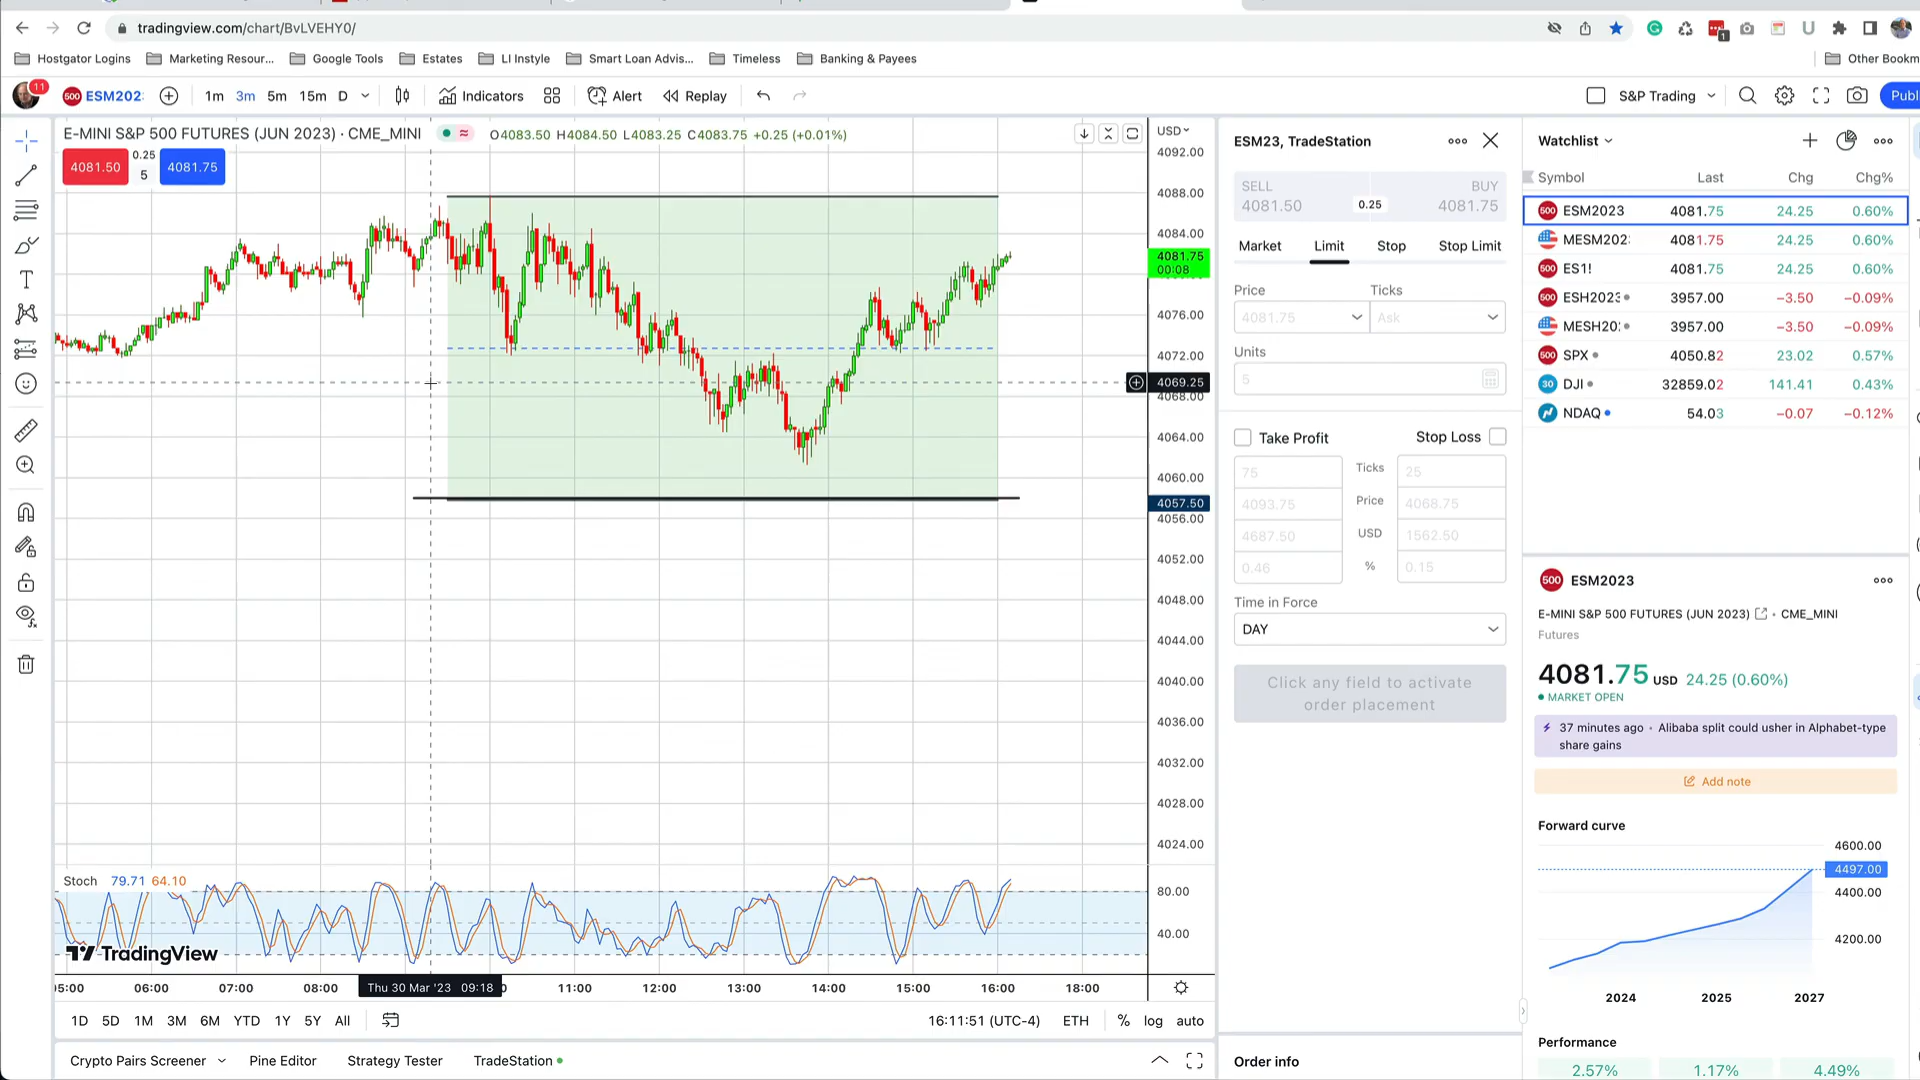 tradingview.com/chart/BvLVEHY0/
1
Hostgator Logins Marketing Resour... Google Tools Estates LI Instyle Smart Loan Advis... Timeless Banking & Payees Other Bookm
11 500 ESM202 1m 3m 5m 15m D Indicators Alert Replay S&P Trading Publ
E-MINI S&P 500 FUTURES (JUN 2023) · CME_MINI O4083.50 H4084.50 L4083.25 C4083.75 +0.25 (+0.01%)
4081.50 0.25 5 4081.75
USD
4092.00
4088.00
4084.00
4081.75
00:08
4076.00
4072.00
4069.25
4068.00
4064.00
4060.00
4057.50
4056.00
4052.00
4048.00
4044.00
4040.00
4036.00
4032.00
4028.00
4024.00
Stoch 79.71 64.10
80.00
40.00
TradingView
05:00 06:00 07:00 08:00 Thu 30 Mar '23 09:18 11:00 12:00 13:00 14:00 15:00 16:00 18:00
1D 5D 1M 3M 6M YTD 1Y 5Y All 16:11:51 (UTC-4) ETH % log auto
Crypto Pairs Screener Pine Editor Strategy Tester TradeStation
ESM23, TradeStation
SELL BUY
4081.50 0.25 4081.75
Market Limit Stop Stop Limit
Price Ticks
4081.75 Ask
Units
5
Take Profit Stop Loss
75 Ticks 25
4093.75 Price 4068.75
4687.50 USD 1562.50
0.46 % 0.15
Time in Force
DAY
Click any field to activate
order placement
Order info
Watchlist
Symbol Last Chg Chg%
500 ESM2023 4081.75 24.25 0.60%
MESM202 4081.75 24.25 0.60%
500 ES1! 4081.75 24.25 0.60%
500 ESH2023 3957.00 −3.50 −0.09%
MESH20 3957.00 −3.50 −0.09%
500 SPX 4050.82 23.02 0.57%
30 DJI 32859.02 141.41 0.43%
NDAQ 54.03 −0.07 −0.12%
500 ESM2023
E-MINI S&P 500 FUTURES (JUN 2023) · CME_MINI
Futures
4081.75 USD 24.25 (0.60%)
MARKET OPEN
37 minutes ago · Alibaba split could usher in Alphabet-type
share gains
Add note
Forward curve
4600.00
4497.00
4400.00
4200.00
2024 2025 2027
Performance
2.57% 1.17% 4.49%